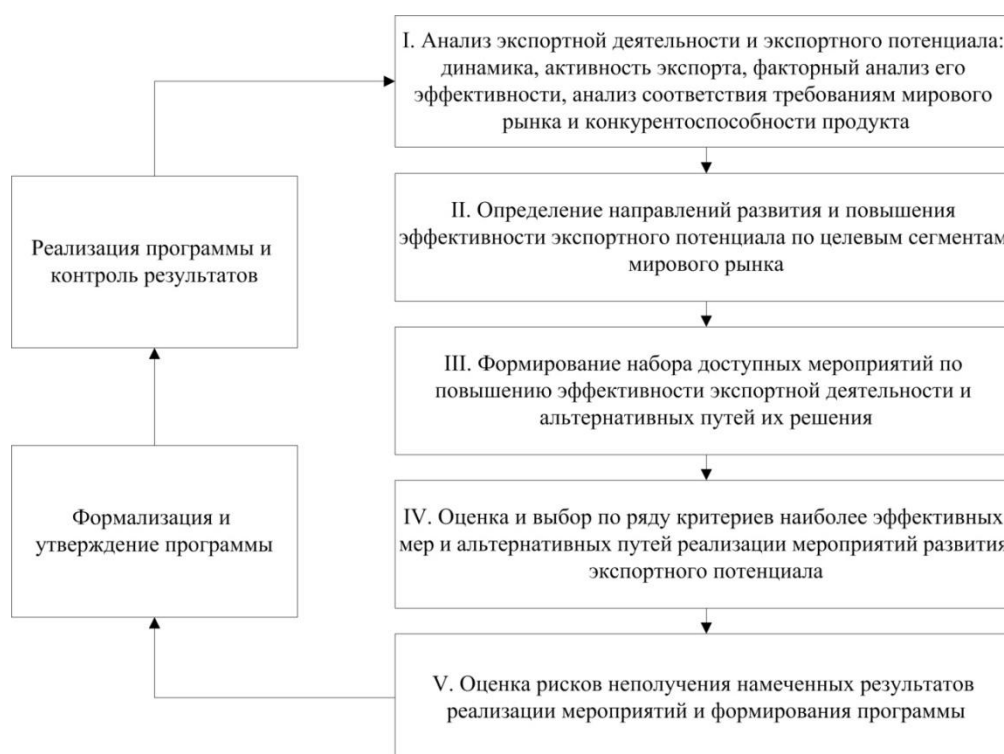 I. Анализ экспортной деятельности и экспортного потенциала:
динамика, активность экспорта, факторный анализ его
эффективности, анализ соответствия требованиям мирового
рынка и конкурентоспособности продукта
II. Определение направлений развития и повышения
эффективности экспортного потенциала по целевым сегментам
мирового рынка
III. Формирование набора доступных мероприятий по
повышению эффективности экспортной деятельности и
альтернативных путей их решения
IV. Оценка и выбор по ряду критериев наиболее эффективных
мер и альтернативных путей реализации мероприятий развития
экспортного потенциала
V. Оценка рисков неполучения намеченных результатов
реализации мероприятий и формирования программы
Формализация и
утверждение программы
Реализация программы и
контроль результатов